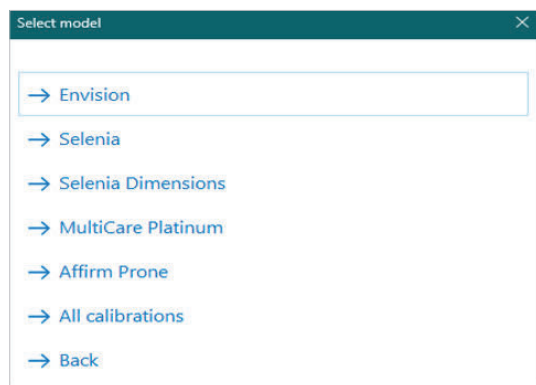 Select model
Envision
Selenia
Selenia Dimensions
MultiCare Platinum
Affirm Prone
All calibrations
Back